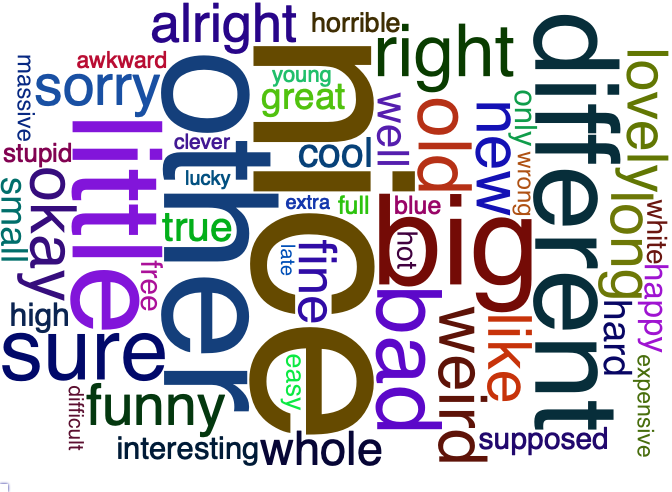 alright
horrible
right
different
lovely
awkward
sorry
massive
other
nice
young
great
well
old
new
only
little
clever
cool
stupid
lucky
wrong
small
okay
true
extra
full
blue
big
long
white
free
late
fine
hot
happy
high
sure
bad
weird
like
hard
easy
difficult
funny
interesting
whole
supposed
expensive